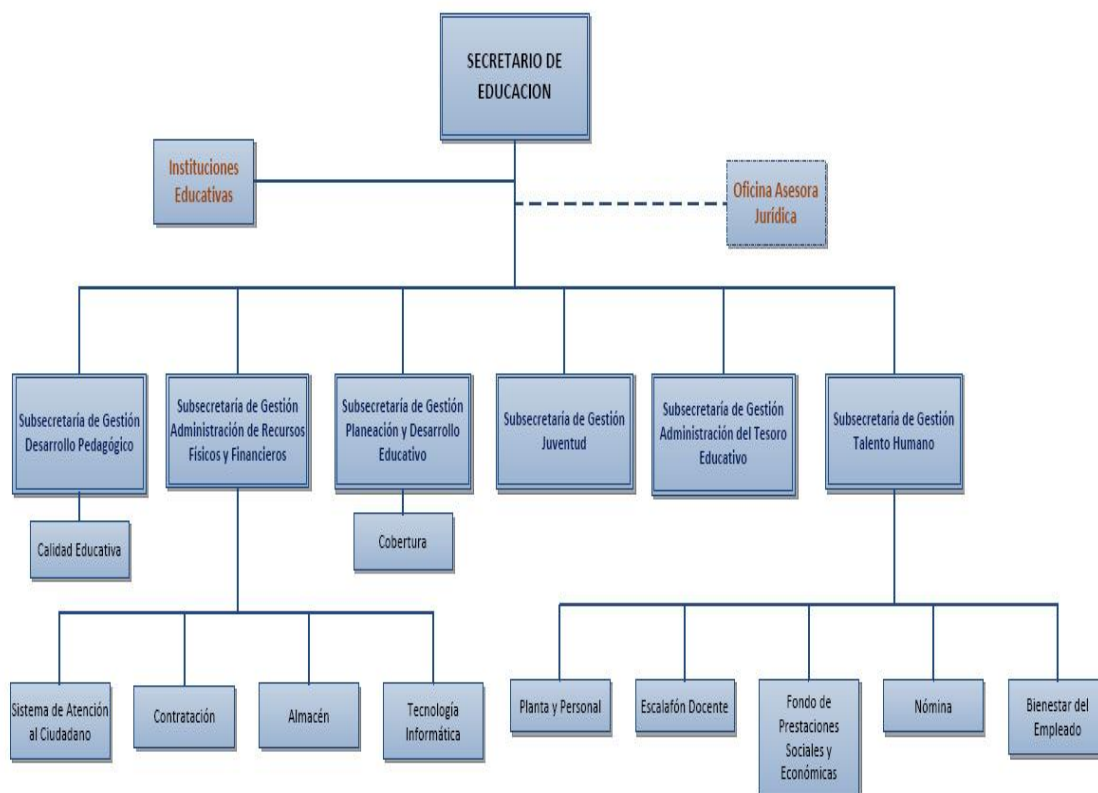 SECRETARIO DE
EDUCACION
Instituciones
Educativas
Oficina Asesora
Jurídica
Subsecretaría de Gestión
Desarrollo Pedagógico
Subsecretaría de Gestión
Administración de Recursos
Físicos y Financieros
Subsecretaría de Gestión
Planeación y Desarrollo
Educativo
Subsecretaría de Gestión
Juventud
Subsecretaría de Gestión
Administración del Tesoro
Educativo
Subsecretaría de Gestión
Talento Humano
Calidad Educativa
Cobertura
Sistema de Atención
al Ciudadano
Contratación
Almacén
Tecnología
Informática
Planta y Personal
Escalafón Docente
Fondo de
Prestaciones
Sociales y
Económicas
Nómina
Bienestar del
Empleado